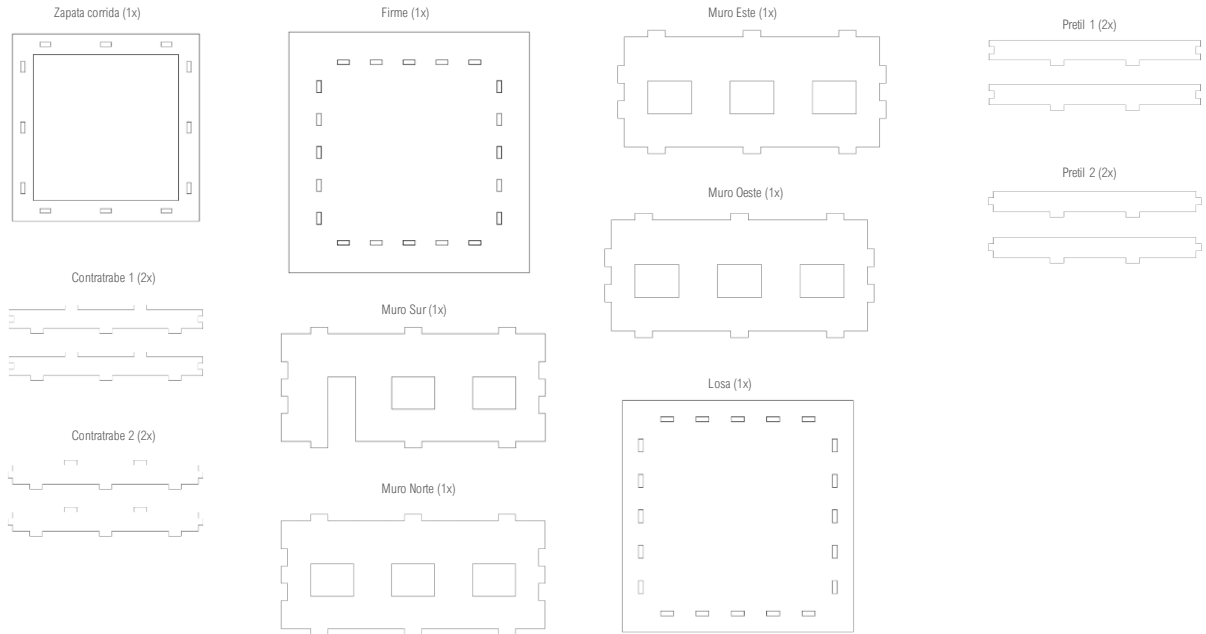 Zapata corrida (1x)
Firme (1x)
Muro Este (1x)
Pretil 1 (2x)
Muro Oeste (1x)
Pretil 2 (2x)
Contratrabe 1 (2x)
Muro Sur (1x)
Losa (1x)
Contratrabe 2 (2x)
Muro Norte (1x)